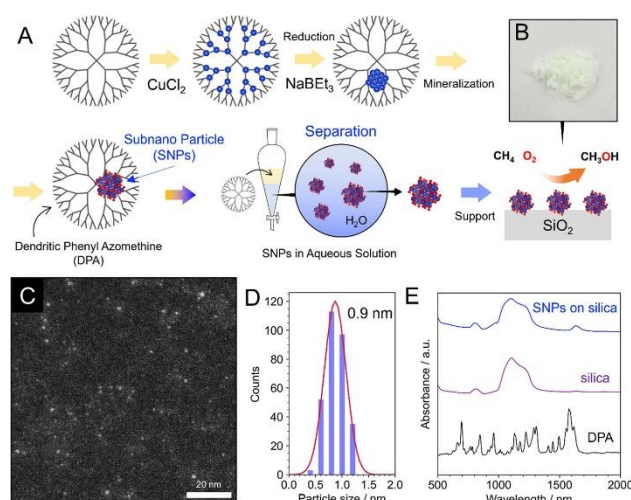 A
CuCl2
Reduction
NaBEt3
Mineralization
B
CH4 O2 CH3OH
Subnano Particle
(SNPs)
Dendritic Phenyl Azomethine
(DPA)
Separation
H2O
SNPs in Aqueous Solution
Support
SiO2
C
20 nm
D
0.9 nm
120
100
80
60
40
20
0
Counts
0.0 0.5 1.0 1.5 2.0
Particle size / nm
E
SNPs on silica
silica
DPA
Absorbance / a.u.
500 1000 1500 2000
Wavelength / nm